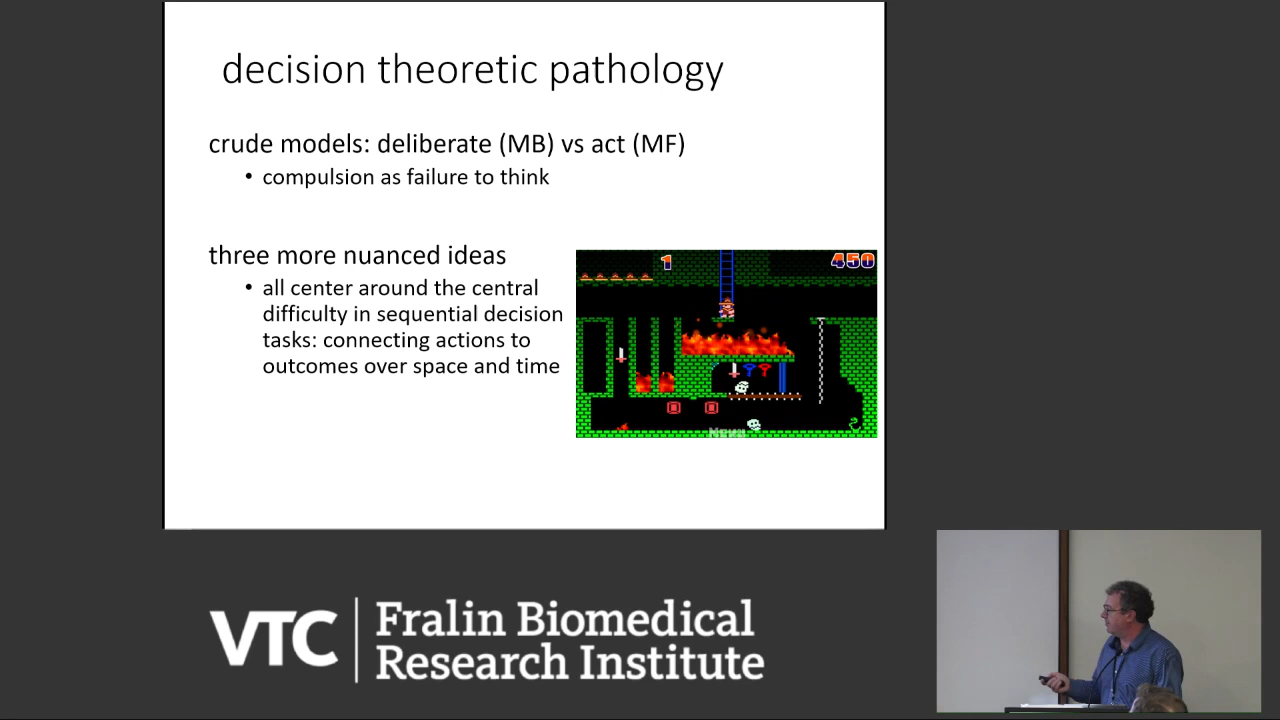 decision theoretic pathology
crude models: deliberate (MB) vs act (MF)
• compulsion as failure to think
three more nuanced ideas
• all center around the central
difficulty in sequential decision
tasks: connecting actions to
outcomes over space and time
1
450
VTC
Fralin Biomedical
Research Institute